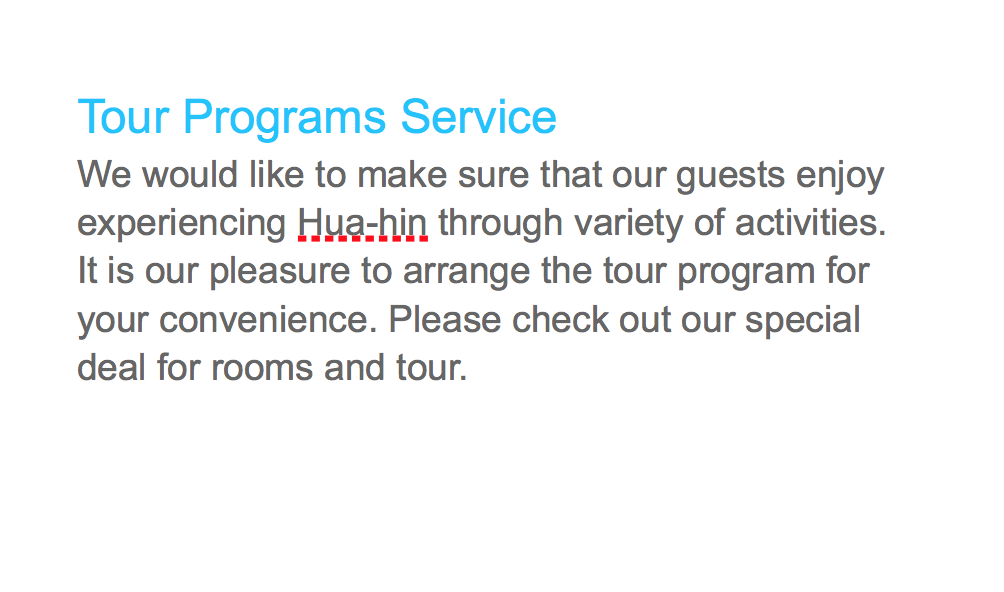 Tour Programs Service
We would like to make sure that our guests enjoy
experiencing Hua-hin through variety of activities.
It is our pleasure to arrange the tour program for
your convenience. Please check out our special
deal for rooms and tour.